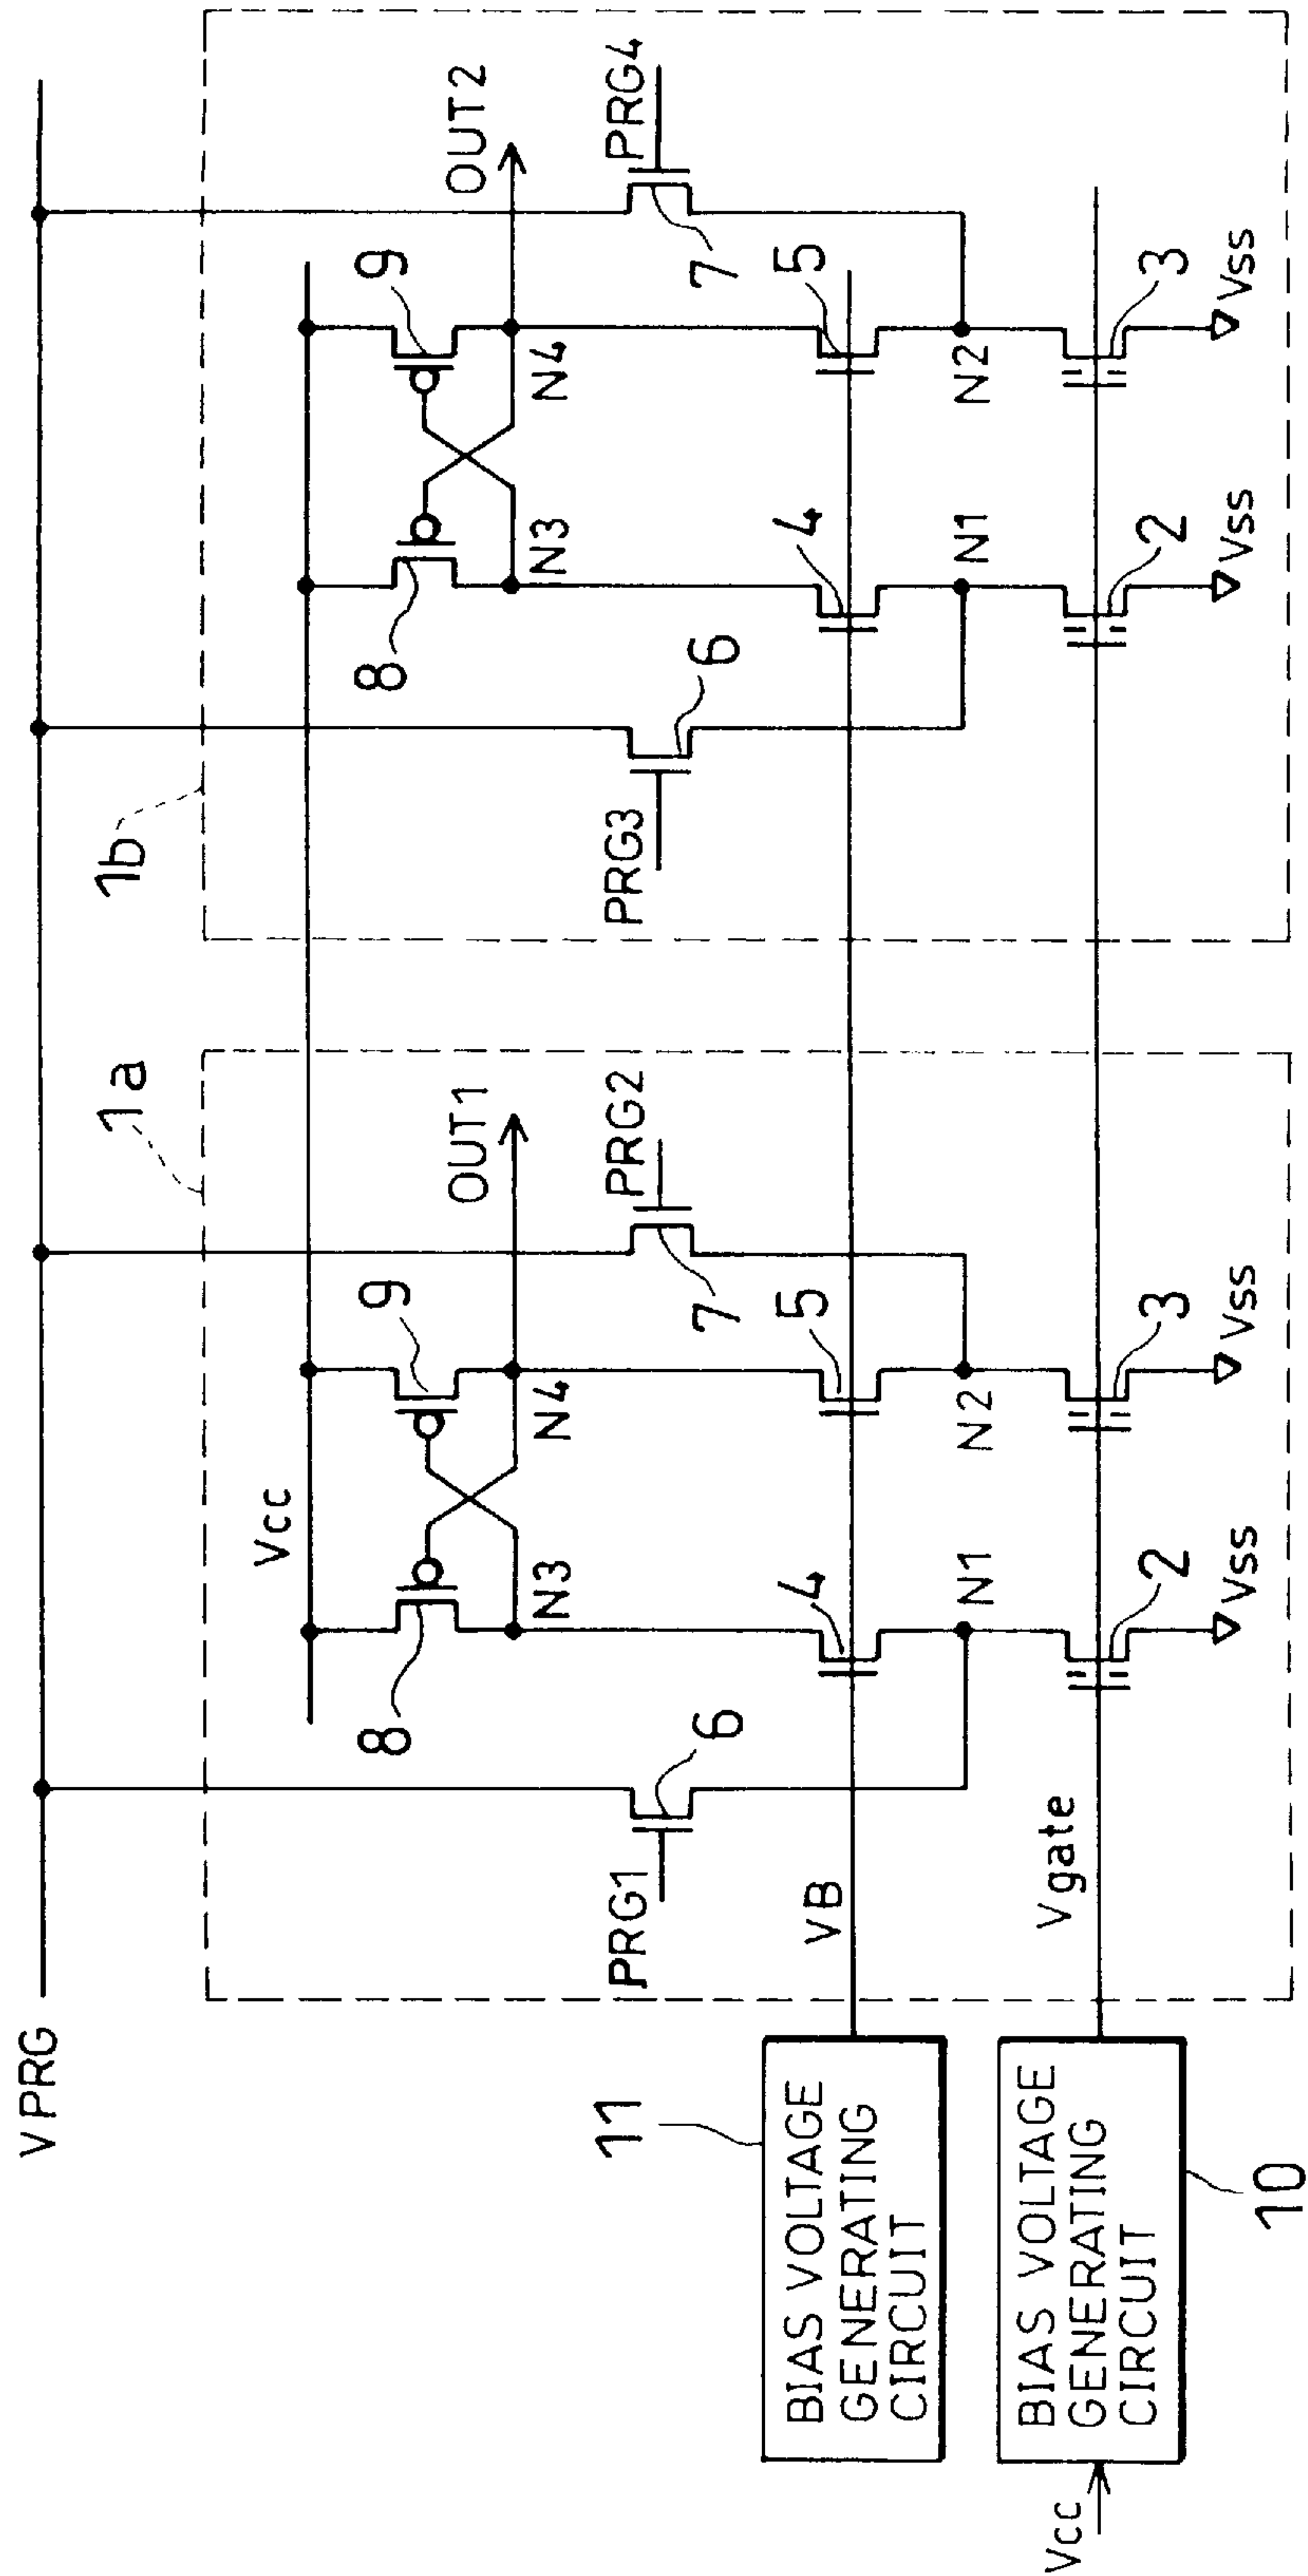 VPRG
1a
1b
Vcc
8
9
8
9
N3
N4
OUT1
N3
N4
OUT2
PRG1
6
7
PRG2
PRG3
6
7
PRG4
11
BIAS VOLTAGE
GENERATING
CIRCUIT
VB
4
5
4
5
N1
N2
N1
N2
Vcc
BIAS VOLTAGE
GENERATING
CIRCUIT
10
Vgate
2
3
2
3
Vss
Vss
Vss
Vss